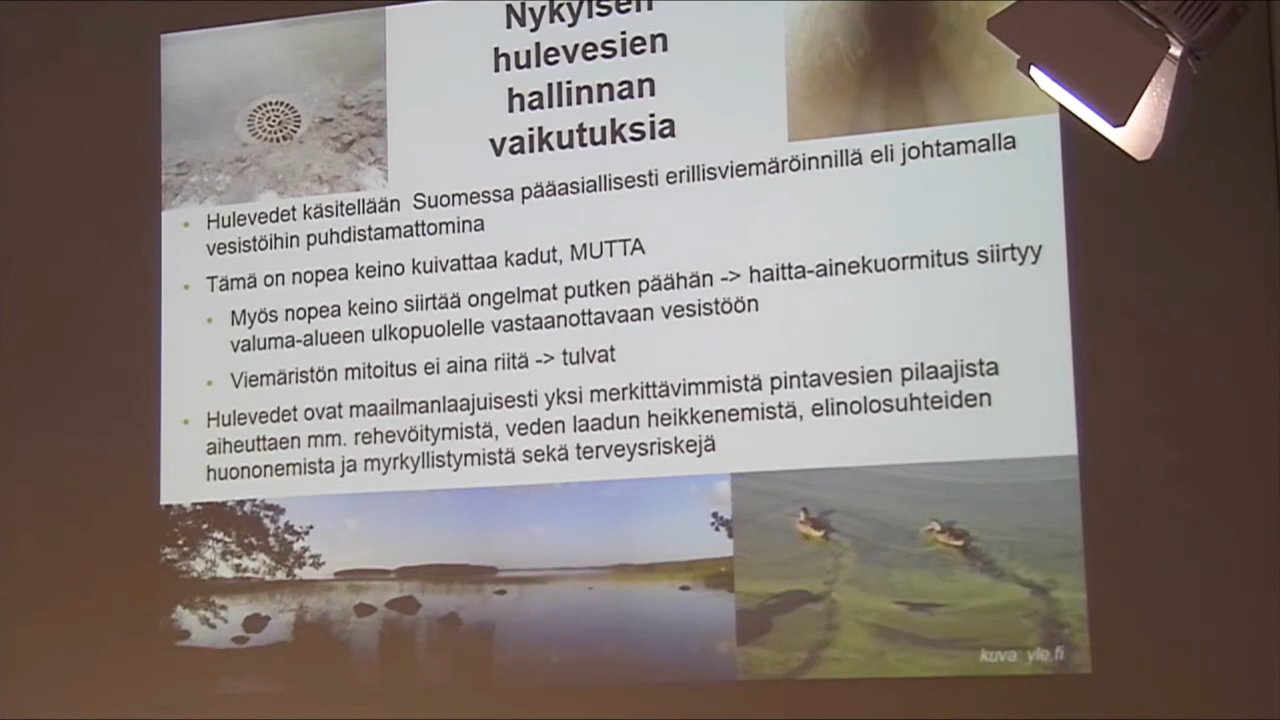 Nykyisen
hulevesien
hallinnan
vaikutuksia
• Hulevedet käsitellään Suomessa pääasiallisesti erillisviemäröinnillä eli johtamalla
vesistöihin puhdistamattomina
• Tämä on nopea keino kuivattaa kadut, MUTTA
• Myös nopea keino siirtää ongelmat putken päähän -> haitta-ainekuormitus siirtyy
valuma-alueen ulkopuolelle vastaanottavaan vesistöön
• Viemäristön mitoitus ei aina riitä -> tulvat
• Hulevedet ovat maailmanlaajuisesti yksi merkittävimmistä pintavesien pilaajista
aiheuttaen mm. rehevöitymistä, veden laadun heikkenemistä, elinolosuhteiden
huononemista ja myrkyllistymistä sekä terveysriskejä
kuva: yle.fi